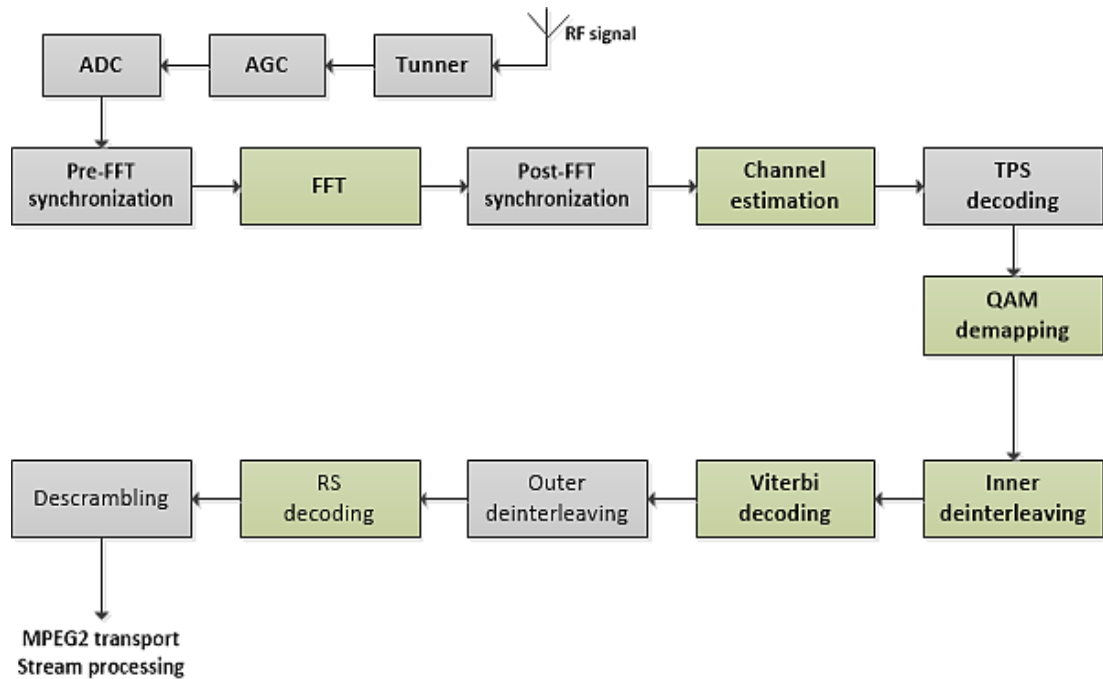 RF signal
Tunner
AGC
ADC
Pre-FFT
synchronization
FFT
Post-FFT
synchronization
Channel
estimation
TPS
decoding
QAM
demapping
Inner
deinterleaving
Viterbi
decoding
Outer
deinterleaving
RS
decoding
Descrambling
MPEG2 transport
Stream processing